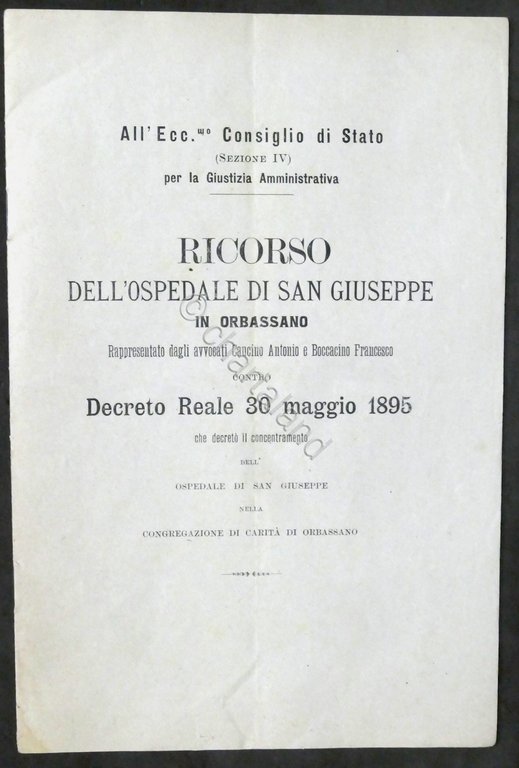 All'Ecc.mo Consiglio di Stato
(Sezione IV)
per la Giustizia Amministrativa
RICORSO
DELL'OSPEDALE DI SAN GIUSEPPE
IN ORBASSANO
Rappresentato dagli avvocati Cancino Antonio e Boccacino Francesco
CONTRO
Decreto Reale 30 maggio 1895
che decretò il concentramento
DELL'
OSPEDALE DI SAN GIUSEPPE
NELLA
CONGREGAZIONE DI CARITÀ DI ORBASSANO
© chartaland